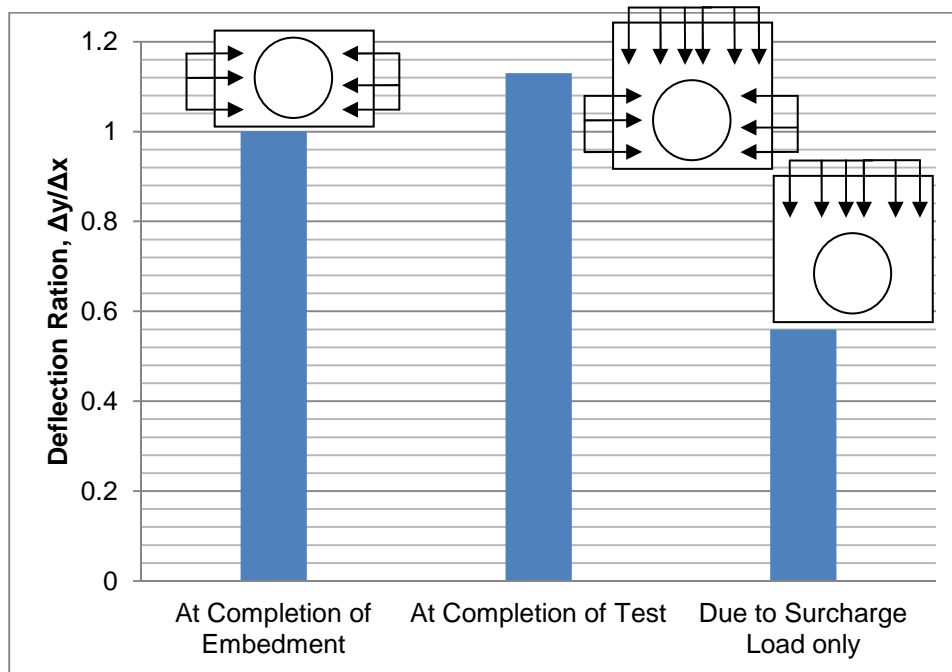 Deflection Ration, Δy/Δx
1.2
1
0.8
0.6
0.4
0.2
0
At Completion of
Embedment
At Completion of Test
Due to Surcharge
Load only